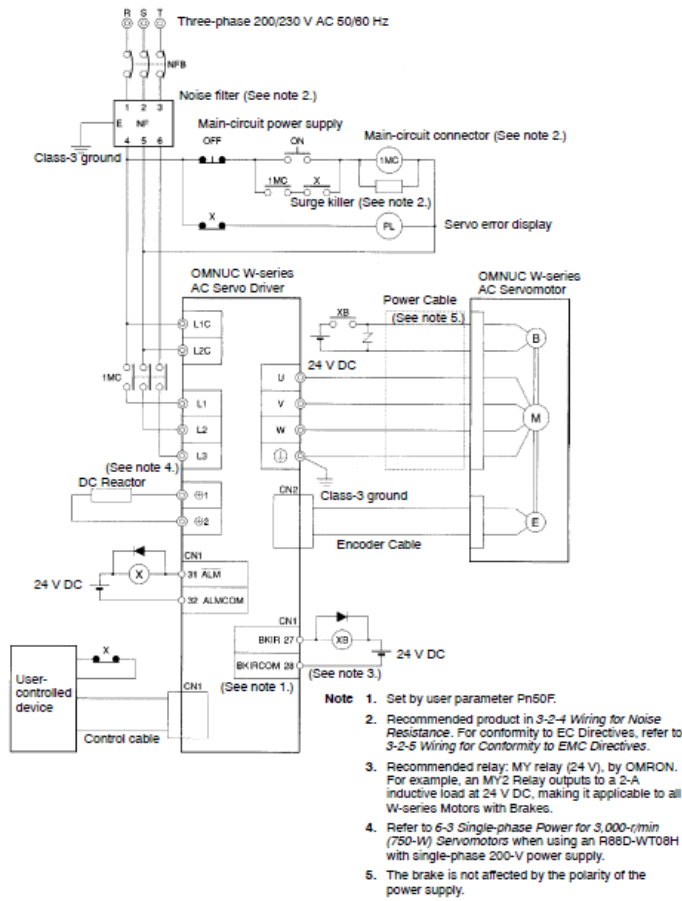 R S T
Three-phase 200/230 V AC 50/60 Hz
NFB
Noise filter (See note 2.)
1 2 3
E NF
4 5 6
Main-circuit power supply
OFF
ON
Main-circuit connector (See note 2.)
Class-3 ground
1MC
1MC
X
Surge killer (See note 2.)
X
PL
Servo error display
OMNUC W-series
AC Servo Driver
OMNUC W-series
AC Servomotor
Power Cable
(See note 5.)
XB
B
24 V DC
L1C
L2C
1MC
U
V
W
M
L1
L2
L3
(See note 4.)
DC Reactor
⊕1
⊕2
CN2
Class-3 ground
E
Encoder Cable
CN1
X
31 ALM
24 V DC
32 ALMCOM
CN1
BKIR 27
XB
24 V DC
BKIRCOM 28
(See note 3.)
(See note 1.)
X
User-
controlled
device
CN1
Control cable
Note 1. Set by user parameter Pn50F.
2. Recommended product in 3-2-4 Wiring for Noise
Resistance. For conformity to EC Directives, refer to
3-2-5 Wiring for Conformity to EMC Directives.
3. Recommended relay: MY relay (24 V), by OMRON.
For example, an MY2 Relay outputs to a 2-A
inductive load at 24 V DC, making it applicable to all
W-series Motors with Brakes.
4. Refer to 6-3 Single-phase Power for 3,000-r/min
(750-W) Servomotors when using an R88D-WT08H
with single-phase 200-V power supply.
5. The brake is not affected by the polarity of the
power supply.